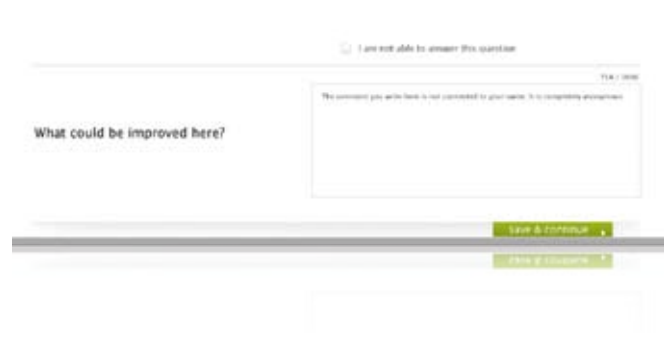 I am not able to answer this question
The comment you write here is not connected to your name. It is completely anonymous
What could be improved here?
Save & continue